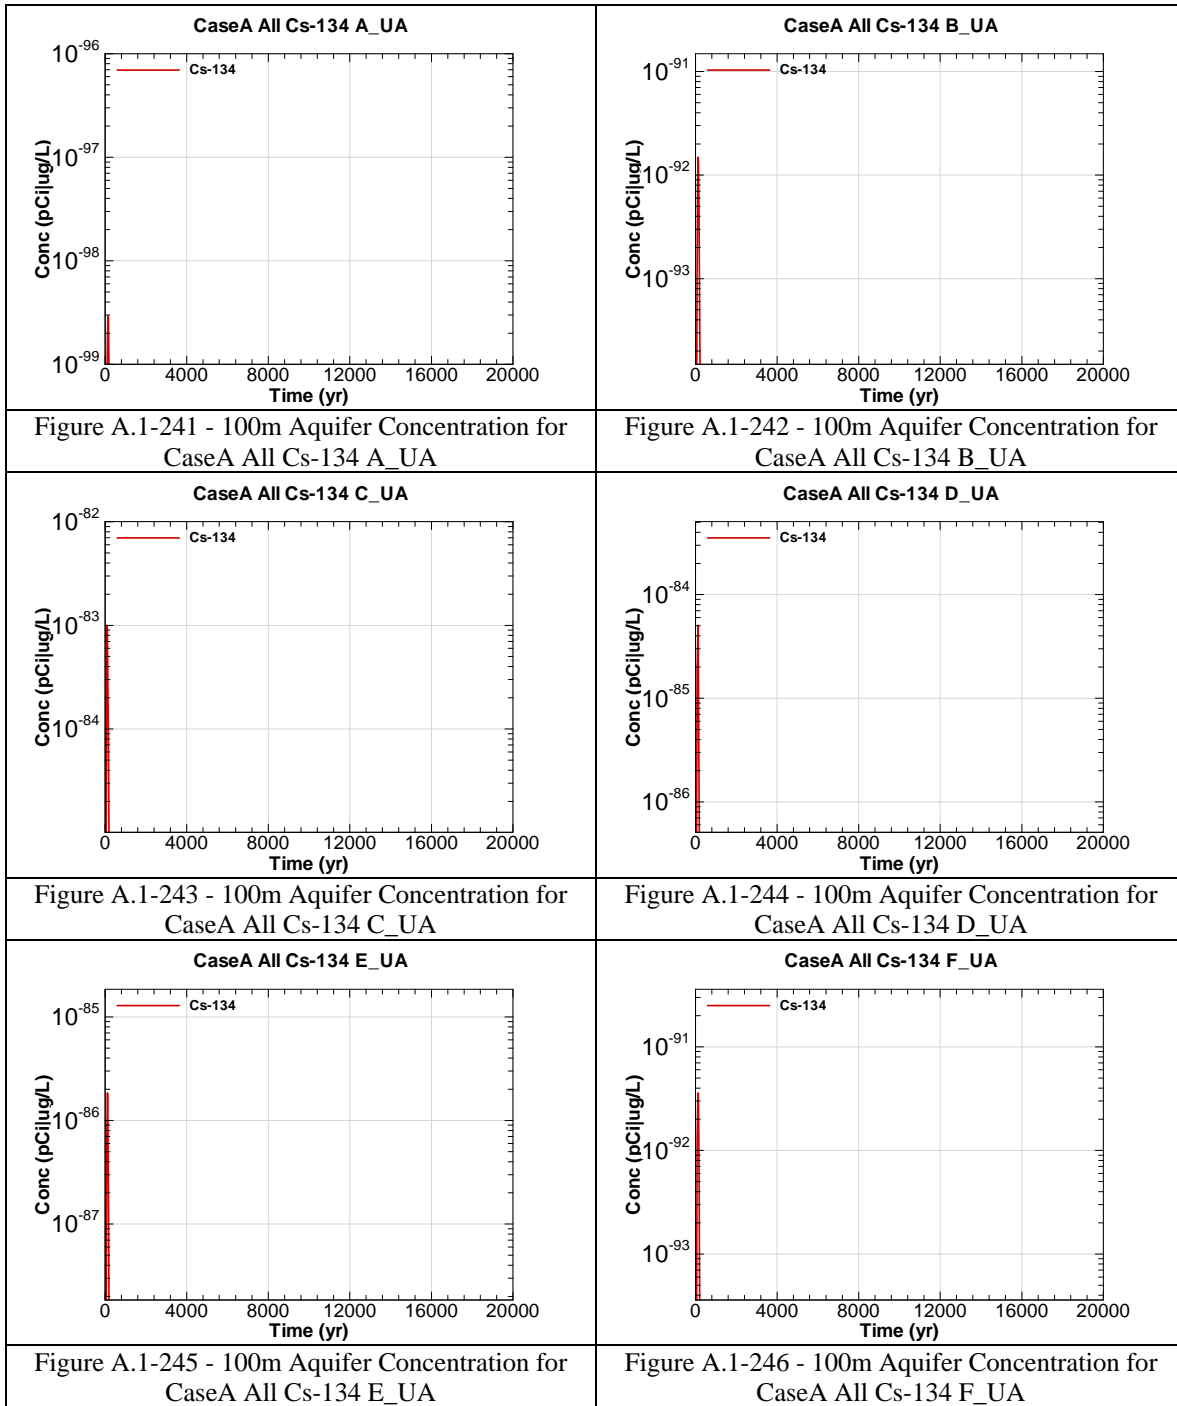 CaseA All Cs-134 A_UA
Conc (pCi|ug/L)
10^-96
10^-97
10^-98
10^-99
Cs-134
0 4000 8000 12000 16000 20000
Time (yr)
Figure A.1-241 - 100m Aquifer Concentration for
CaseA All Cs-134 A_UA
CaseA All Cs-134 B_UA
Conc (pCi|ug/L)
10^-91
10^-92
10^-93
Cs-134
0 4000 8000 12000 16000 20000
Time (yr)
Figure A.1-242 - 100m Aquifer Concentration for
CaseA All Cs-134 B_UA
CaseA All Cs-134 C_UA
Conc (pCi|ug/L)
10^-82
10^-83
10^-84
Cs-134
0 4000 8000 12000 16000 20000
Time (yr)
Figure A.1-243 - 100m Aquifer Concentration for
CaseA All Cs-134 C_UA
CaseA All Cs-134 D_UA
Conc (pCi|ug/L)
10^-84
10^-85
10^-86
Cs-134
0 4000 8000 12000 16000 20000
Time (yr)
Figure A.1-244 - 100m Aquifer Concentration for
CaseA All Cs-134 D_UA
CaseA All Cs-134 E_UA
Conc (pCi|ug/L)
10^-85
10^-86
10^-87
Cs-134
0 4000 8000 12000 16000 20000
Time (yr)
Figure A.1-245 - 100m Aquifer Concentration for
CaseA All Cs-134 E_UA
CaseA All Cs-134 F_UA
Conc (pCi|ug/L)
10^-91
10^-92
10^-93
Cs-134
0 4000 8000 12000 16000 20000
Time (yr)
Figure A.1-246 - 100m Aquifer Concentration for
CaseA All Cs-134 F_UA